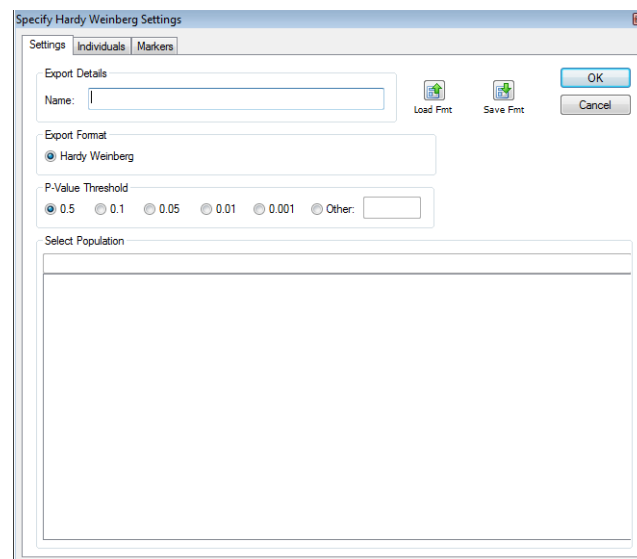 Specify Hardy Weinberg Settings
Settings Individuals Markers
Export Details
Name:
Load Fmt Save Fmt
OK
Cancel
Export Format
Hardy Weinberg
P-Value Threshold
0.5 0.1 0.05 0.01 0.001 Other:
Select Population